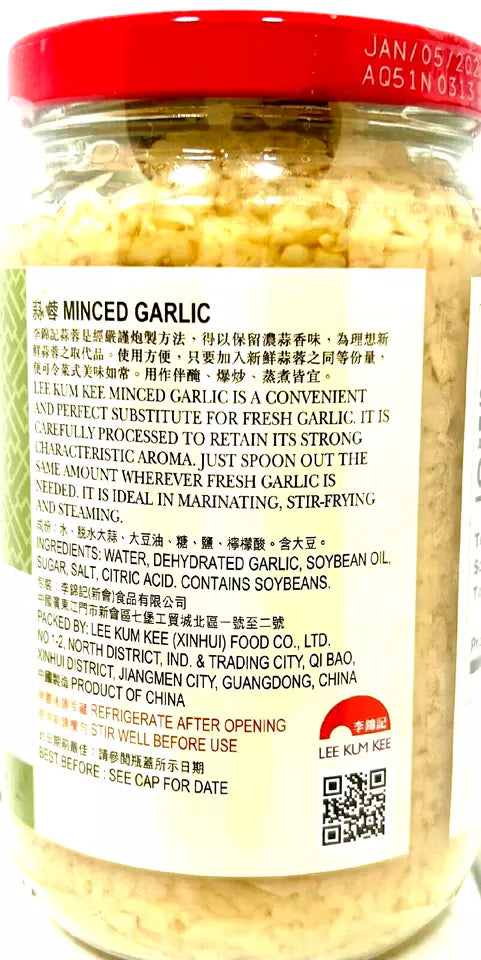 JAN/05/202
AQ51N 0313
蒜蓉 MINCED GARLIC
李錦記蒜蓉是經嚴謹炮製方法、得以保留濃蒜香味，為理想新
鮮蒜蓉之取代品。使用方便，只要加入新鮮蒜蓉之同等份量，
便可令菜式美味如常。用作伴醃、爆炒、蒸煮皆宜。
LEE KUM KEE MINCED GARLIC IS A CONVENIENT
AND PERFECT SUBSTITUTE FOR FRESH GARLIC. IT IS
CAREFULLY PROCESSED TO RETAIN ITS STRONG
CHARACTERISTIC AROMA. JUST SPOON OUT THE
SAME AMOUNT WHEREVER FRESH GARLIC IS
NEEDED. IT IS IDEAL IN MARINATING, STIR-FRYING
AND STEAMING.
成份：水、脫水大蒜、大豆油、糖、鹽、檸檬酸。含大豆。
INGREDIENTS: WATER, DEHYDRATED GARLIC, SOYBEAN OIL,
SUGAR, SALT, CITRIC ACID. CONTAINS SOYBEANS.
包裝：李錦記(新會)食品有限公司
中國廣東江門市新會區七堡工貿城北區一號至二號
PACKED BY: LEE KUM KEE (XINHUI) FOOD CO., LTD.
NO.1-2, NORTH DISTRICT, IND. & TRADING CITY, QI BAO,
XINHUI DISTRICT, JIANGMEN CITY, GUANGDONG, CHINA
中國製造 PRODUCT OF CHINA
REFRIGERATE AFTER OPENING
STIR WELL BEFORE USE
此日期前最佳：請參閱瓶蓋所示日期
BEST BEFORE : SEE CAP FOR DATE
李錦記
LEE KUM KEE